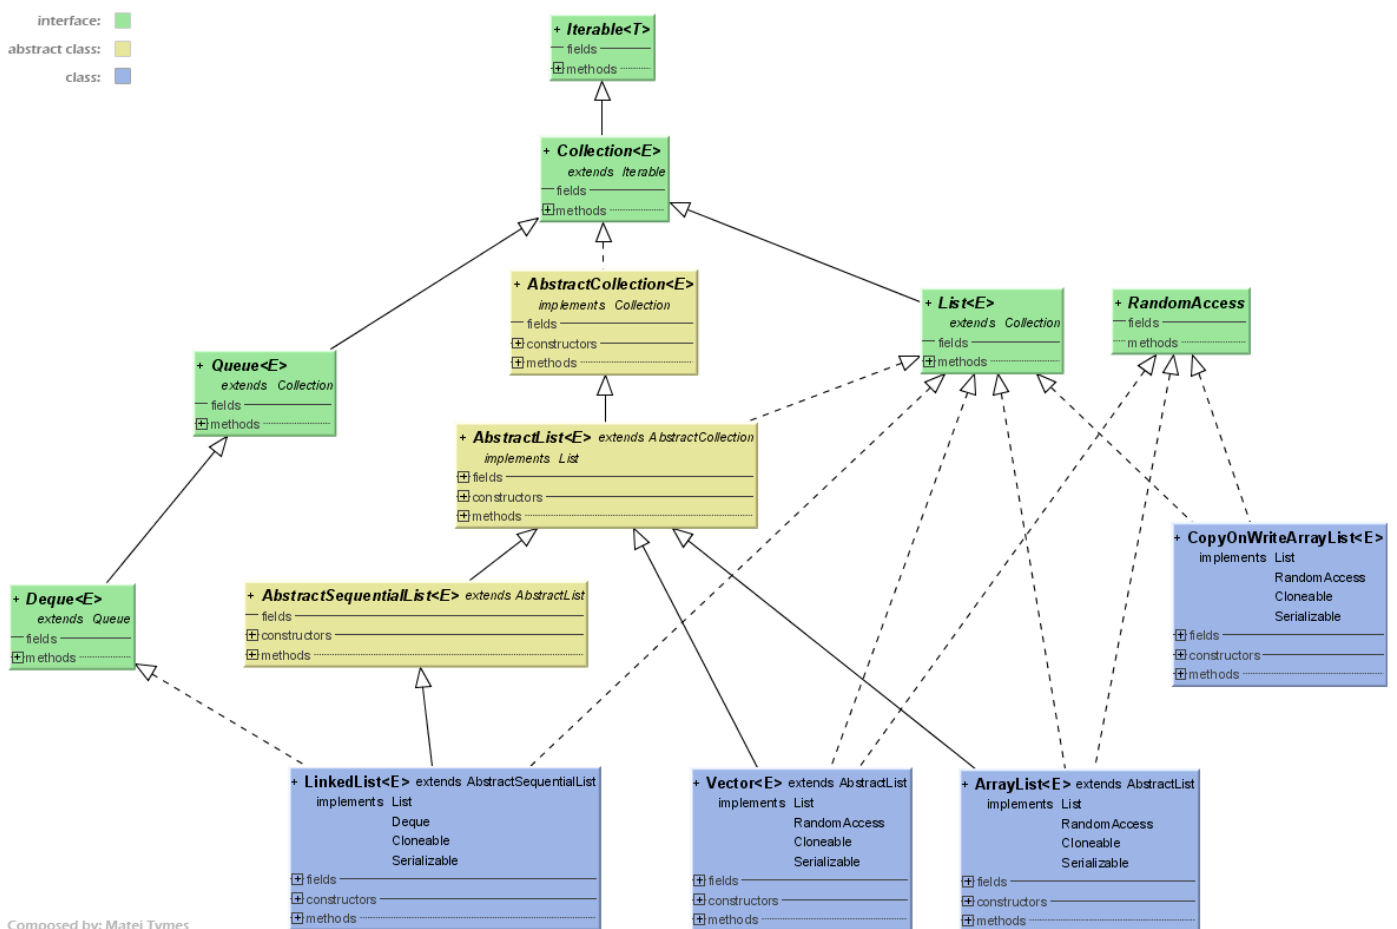 interface:
abstract class:
class:
+ Iterable<T>
fields
+ methods
+ Collection<E>
extends Iterable
fields
+ methods
+ AbstractCollection<E>
implements Collection
fields
+ constructors
+ methods
+ List<E>
extends Collection
fields
+ methods
+ RandomAccess
fields
methods
+ Queue<E>
extends Collection
fields
+ methods
+ AbstractList<E> extends AbstractCollection
implements List
+ fields
+ constructors
+ methods
+ CopyOnWriteArrayList<E>
implements List
RandomAccess
Cloneable
Serializable
+ fields
+ constructors
+ methods
+ Deque<E>
extends Queue
fields
+ methods
+ AbstractSequentialList<E> extends AbstractList
fields
+ constructors
+ methods
+ LinkedList<E> extends AbstractSequentialList
implements List
Deque
Cloneable
Serializable
+ fields
+ constructors
+ methods
+ Vector<E> extends AbstractList
implements List
RandomAccess
Cloneable
Serializable
+ fields
+ constructors
+ methods
+ ArrayList<E> extends AbstractList
implements List
RandomAccess
Cloneable
Serializable
+ fields
+ constructors
+ methods
Composed by: Matei Tymes